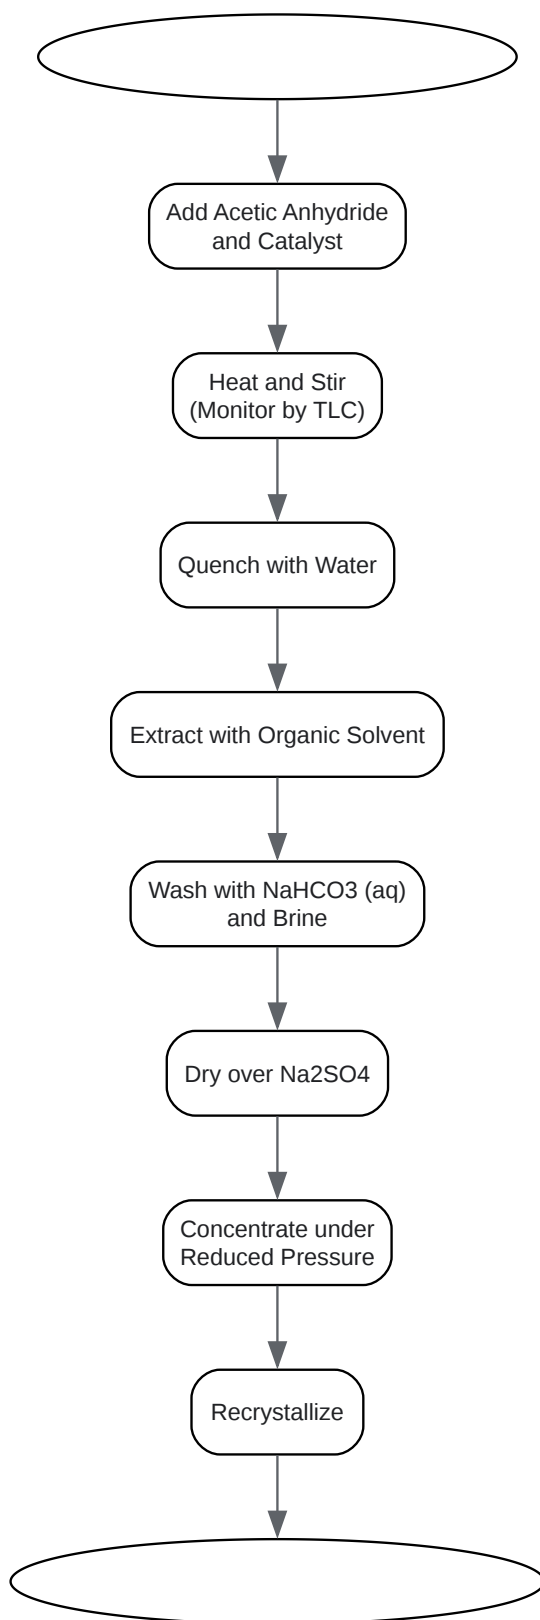 Add Acetic Anhydride
and Catalyst
Heat and Stir
(Monitor by TLC)
Quench with Water
Extract with Organic Solvent
Wash with NaHCO3 (aq)
and Brine
Dry over Na2SO4
Concentrate under
Reduced Pressure
Recrystallize